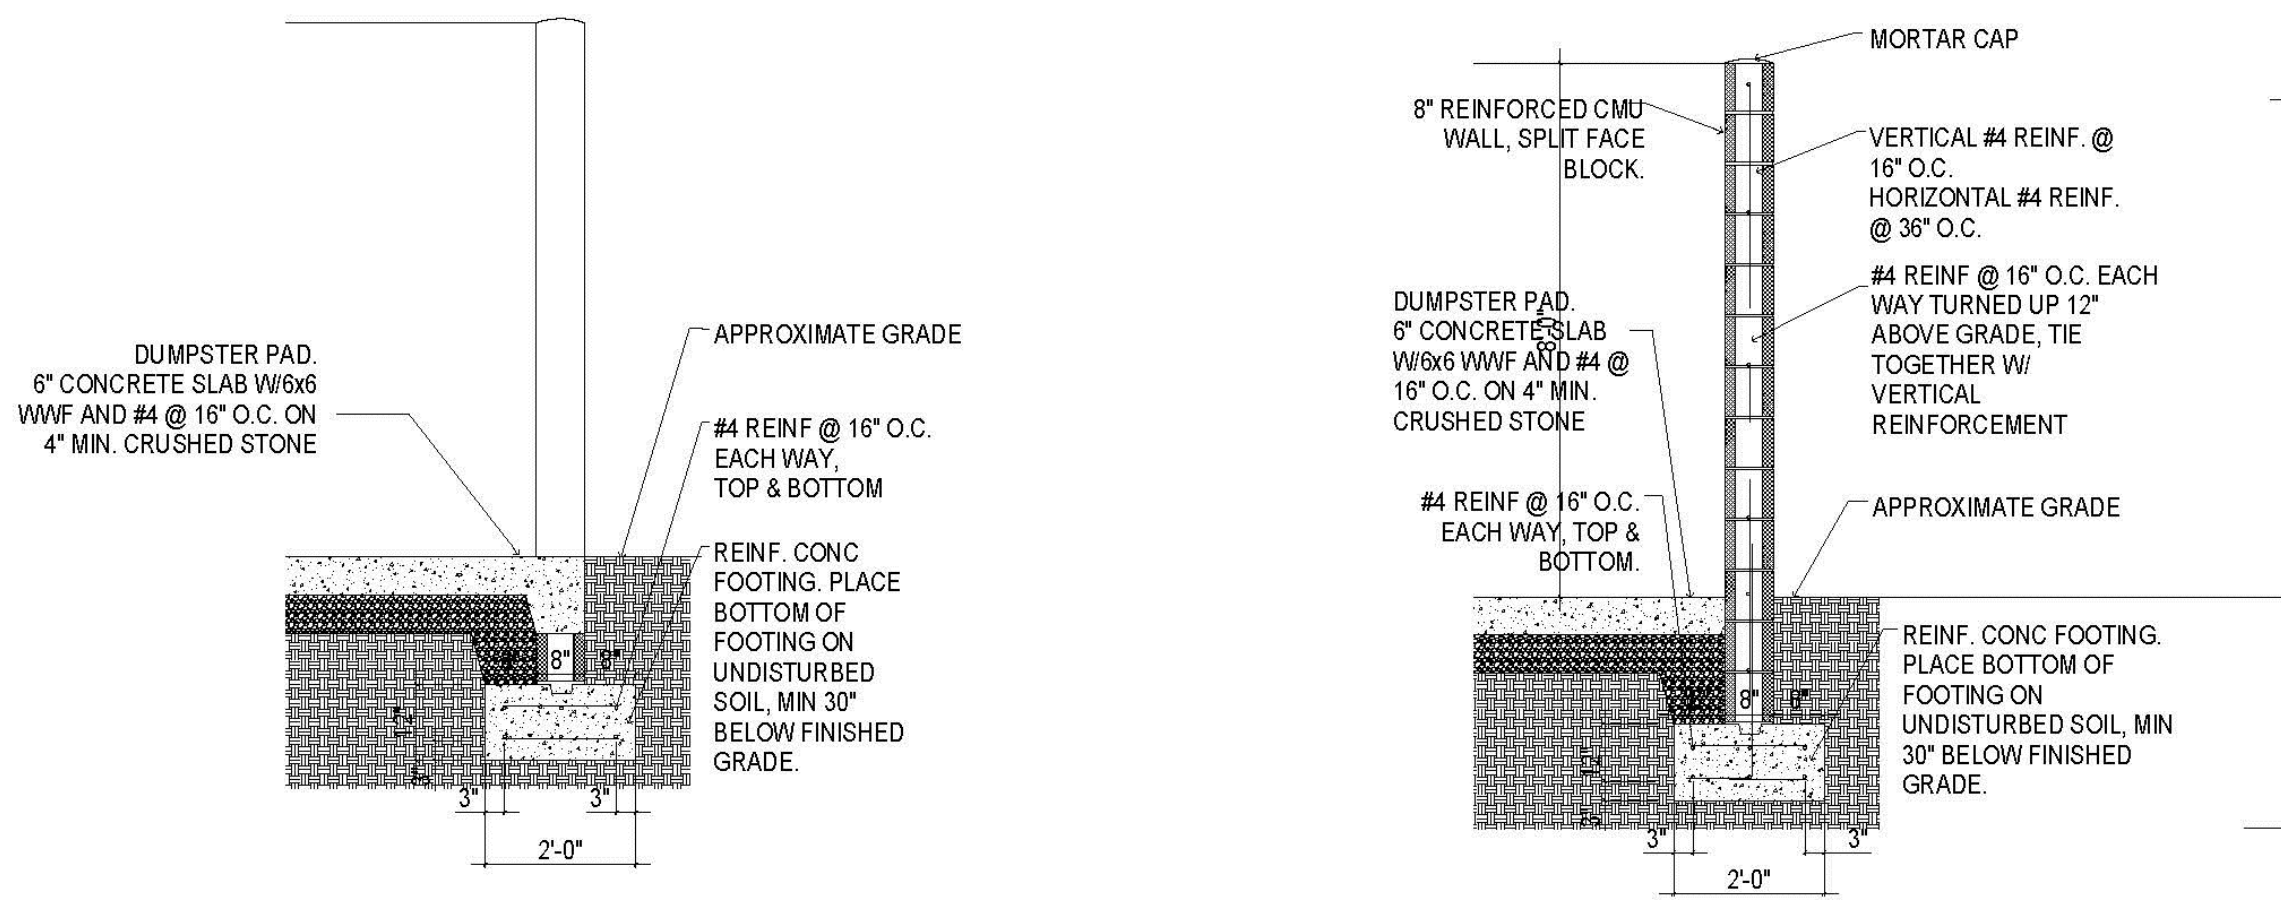 DUMPSTER PAD.
6" CONCRETE SLAB W/6x6
WWF AND #4 @ 16" O.C. ON
4" MIN. CRUSHED STONE
APPROXIMATE GRADE
#4 REINF @ 16" O.C.
EACH WAY,
TOP & BOTTOM
REINF. CONC
FOOTING. PLACE
BOTTOM OF
FOOTING ON
UNDISTURBED
SOIL, MIN 30"
BELOW FINISHED
GRADE.
8"
8"
12"
3"
3"
3"
2'-0"
MORTAR CAP
8" REINFORCED CMU
WALL, SPLIT FACE
BLOCK.
VERTICAL #4 REINF. @
16" O.C.
HORIZONTAL #4 REINF.
@ 36" O.C.
#4 REINF @ 16" O.C. EACH
WAY TURNED UP 12"
ABOVE GRADE, TIE
TOGETHER W/
VERTICAL
REINFORCEMENT
8'-0"
DUMPSTER PAD.
6" CONCRETE SLAB
W/6x6 WWF AND #4 @
16" O.C. ON 4" MIN.
CRUSHED STONE
#4 REINF @ 16" O.C.
EACH WAY, TOP &
BOTTOM.
APPROXIMATE GRADE
REINF. CONC FOOTING.
PLACE BOTTOM OF
FOOTING ON
UNDISTURBED SOIL, MIN
30" BELOW FINISHED
GRADE.
8"
8"
12"
3"
3"
3"
2'-0"